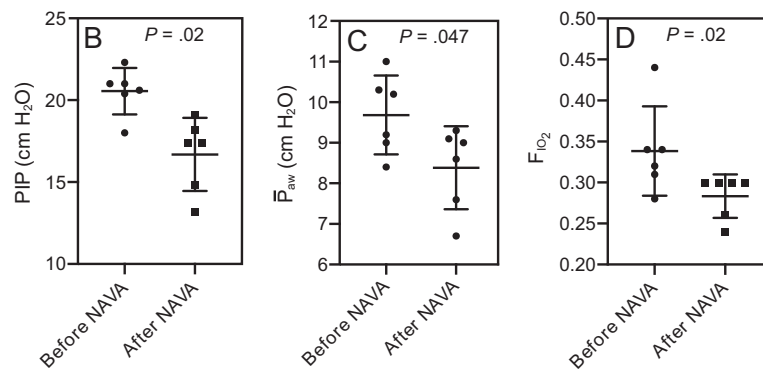 B
P = .02
PIP (cm H₂O)
25
20
15
10
Before NAVA
After NAVA
C
P = .047
P̅aw (cm H₂O)
12
11
10
9
8
7
6
Before NAVA
After NAVA
D
P = .02
FIO₂
0.50
0.45
0.40
0.35
0.30
0.25
0.20
Before NAVA
After NAVA